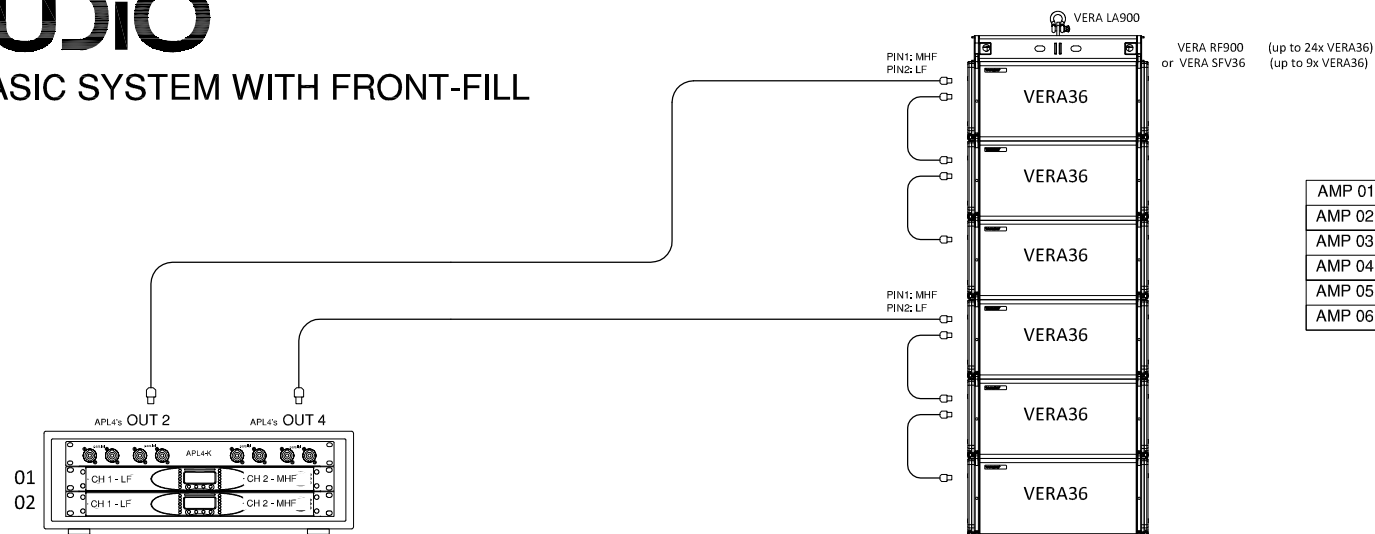 UDiO
ASIC SYSTEM WITH FRONT-FILL
VERA LA900
VERA RF900 (up to 24x VERA36)
or VERA SFV36 (up to 9x VERA36)
PIN1: MHF
PIN2: LF
VERA36
VERA36
VERA36
PIN1: MHF
PIN2: LF
VERA36
VERA36
VERA36
AMP 01
AMP 02
AMP 03
AMP 04
AMP 05
AMP 06
APL4's OUT 2
APL4's OUT 4
APL4-K
01 CH 1 - LF CH 2 - MHF
02 CH 1 - LF CH 2 - MHF